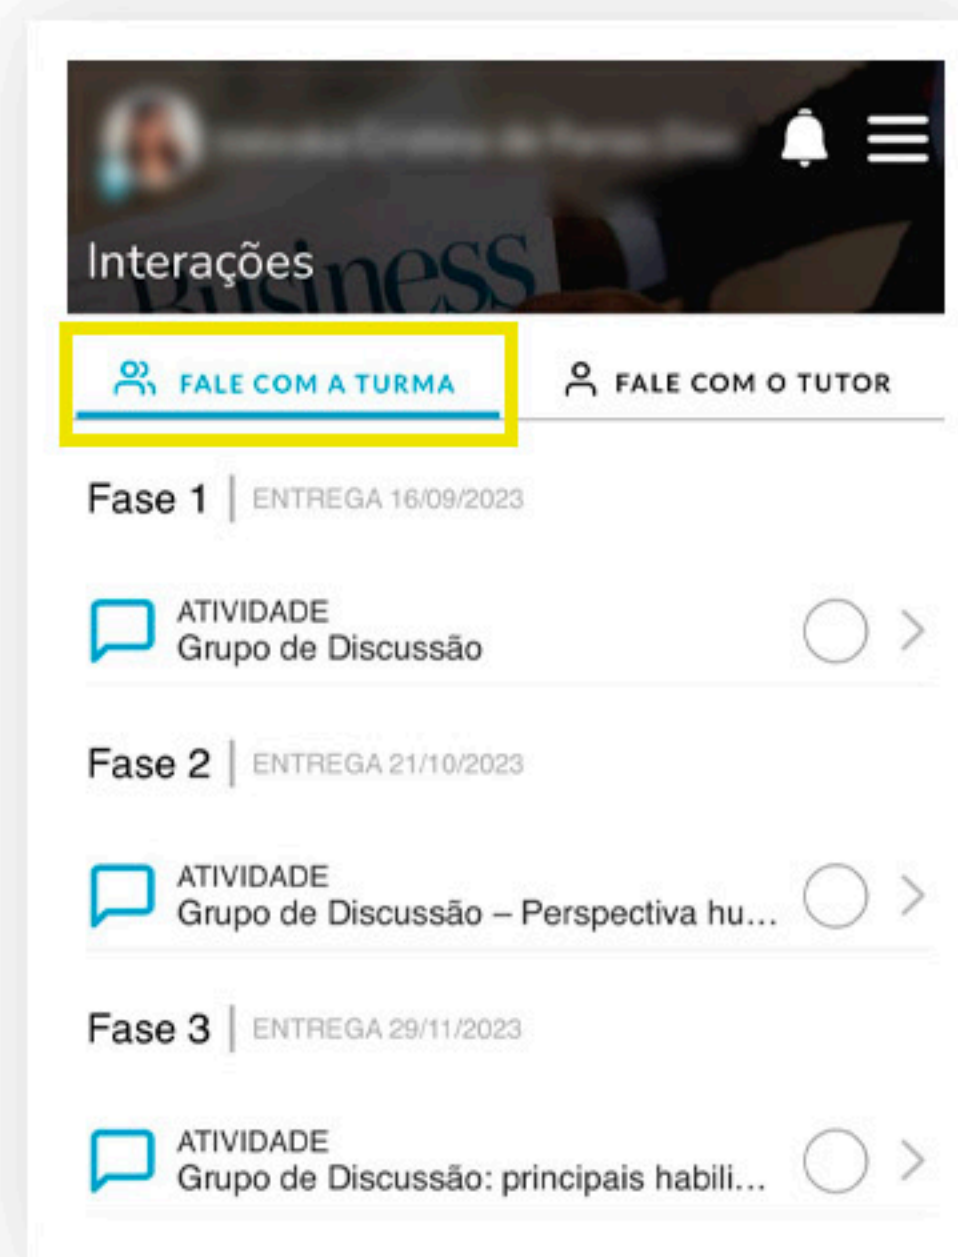 Interações
Business
FALE COM A TURMA
FALE COM O TUTOR
Fase 1
ENTREGA 16/09/2023
ATIVIDADE
Grupo de Discussão
Fase 2
ENTREGA 21/10/2023
ATIVIDADE
Grupo de Discussão – Perspectiva hu...
Fase 3
ENTREGA 29/11/2023
ATIVIDADE
Grupo de Discussão: principais habili...